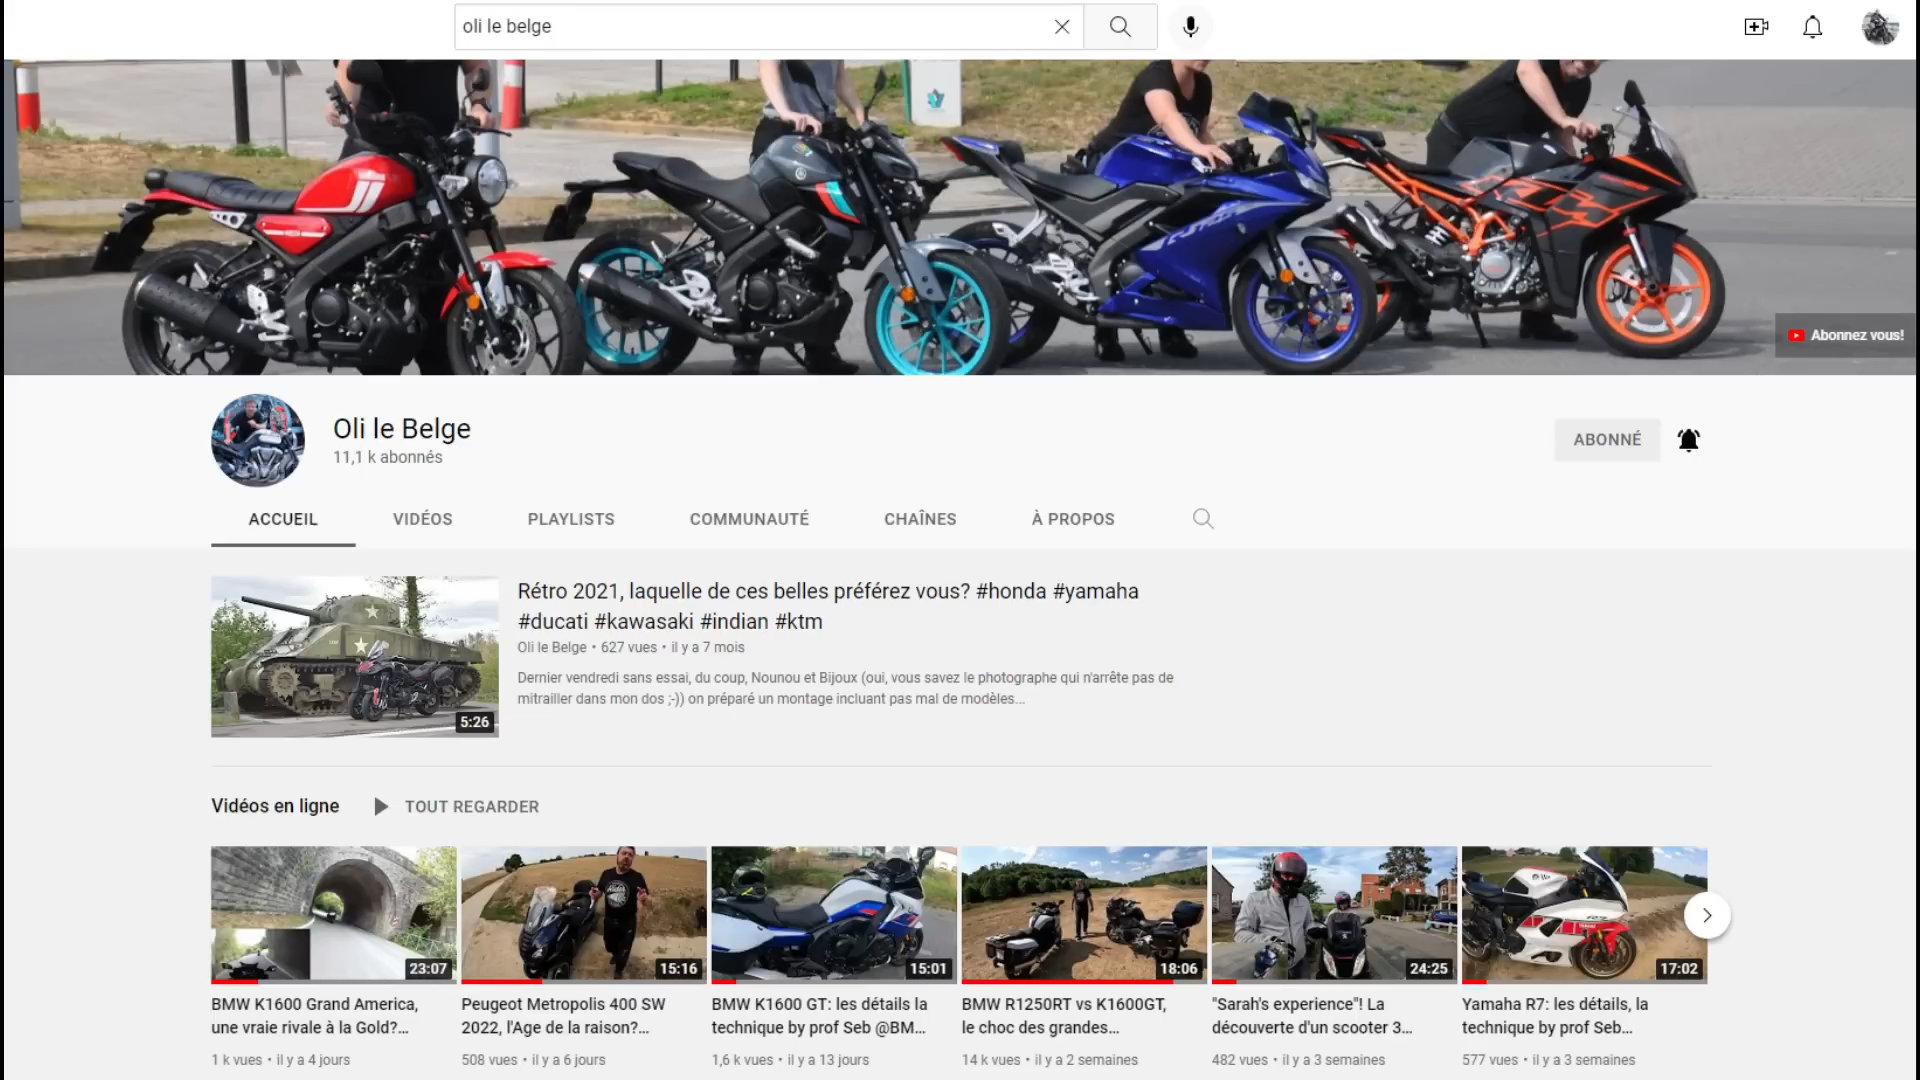 oli le belge
Abonnez vous!
Oli le Belge
11,1 k abonnés
ABONNÉ
ACCUEIL
VIDÉOS
PLAYLISTS
COMMUNAUTÉ
CHAÎNES
À PROPOS
Rétro 2021, laquelle de ces belles préférez vous? #honda #yamaha
#ducati #kawasaki #indian #ktm
Oli le Belge • 627 vues • il y a 7 mois
Dernier vendredi sans essai, du coup, Nounou et Bijoux (oui, vous savez le photographe qui n'arrête pas de
mitrailler dans mon dos ;-)) on préparé un montage incluant pas mal de modèles...
5:26
Vidéos en ligne
TOUT REGARDER
23:07
BMW K1600 Grand America,
une vraie rivale à la Gold?...
1 k vues • il y a 4 jours
15:16
Peugeot Metropolis 400 SW
2022, l'Age de la raison?...
508 vues • il y a 6 jours
15:01
BMW K1600 GT: les détails la
technique by prof Seb @BM...
1,6 k vues • il y a 13 jours
18:06
BMW R1250RT vs K1600GT,
le choc des grandes...
14 k vues • il y a 2 semaines
24:25
"Sarah's experience"! La
découverte d'un scooter 3...
482 vues • il y a 3 semaines
17:02
Yamaha R7: les détails, la
technique by prof Seb...
577 vues • il y a 3 semaines